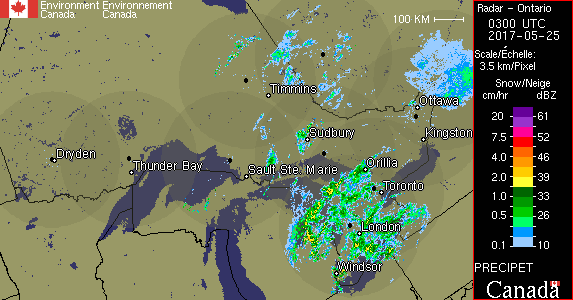 Environment Environnement
Canada Canada
100 KM
Timmins
Ottawa
Sudbury
Kingston
Dryden
Thunder Bay
Sault Ste. Marie
Orillia
Toronto
London
Windsor
Radar - Ontario
0300 UTC
2017-05-25
Scale/Échelle:
3.5 km/Pixel
Snow/Neige
cm/hr dBZ
20 61
7.5 52
4.0 46
2.0 39
1.0 33
0.5 26
0.1 10
PRECIPET
Canada